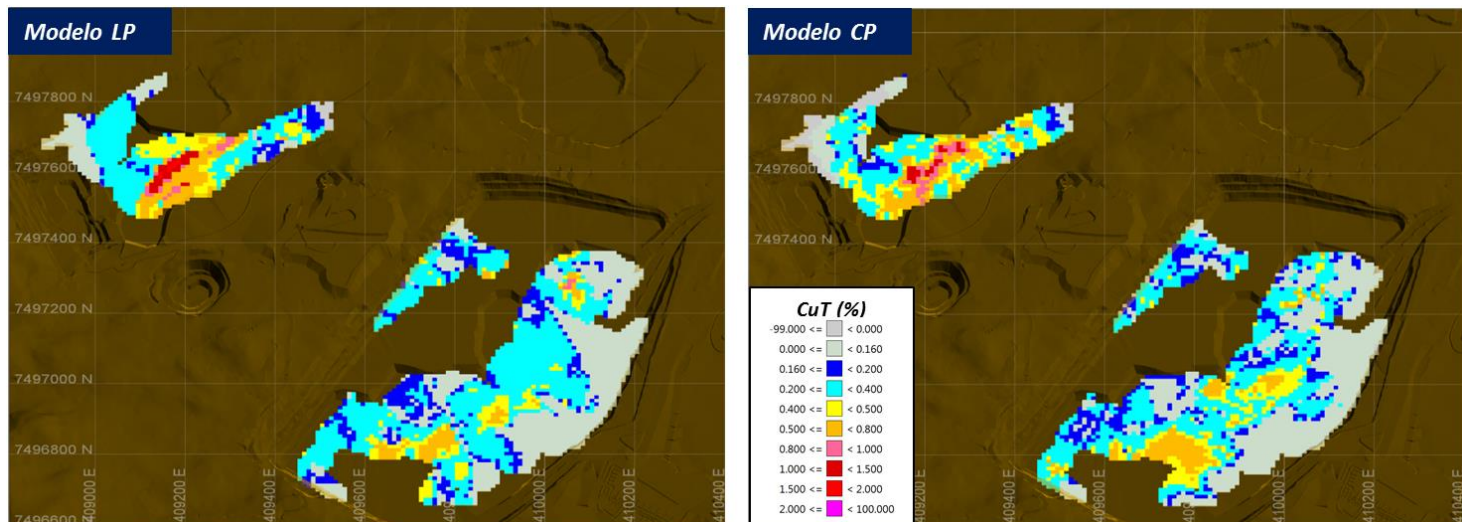 Modelo LP
7497800 N
7497600 N
7497400 N
7497200 N
7497000 N
7496800 N
7496600 N
409000 E
409200 E
409400 E
409600 E
410000 E
410200 E
410400 E
Modelo CP
7497800 N
7497600 N
7497400 N
CuT (%)
-99.000 <= < 0.000
0.000 <= < 0.160
0.160 <= < 0.200
0.200 <= < 0.400
0.400 <= < 0.500
0.500 <= < 0.800
0.800 <= < 1.000
1.000 <= < 1.500
1.500 <= < 2.000
2.000 <= < 100.000
409200 E
409400 E
409600 E
410000 E
410200 E
410400 E